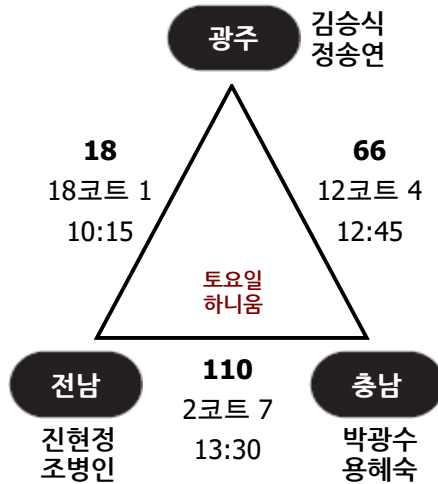 광주
김승식
정송연
18
18코트 1
10:15
66
12코트 4
12:45
토요일
하니움
전남
진현정
조병인
110
2코트 7
13:30
충남
박광수
용혜숙